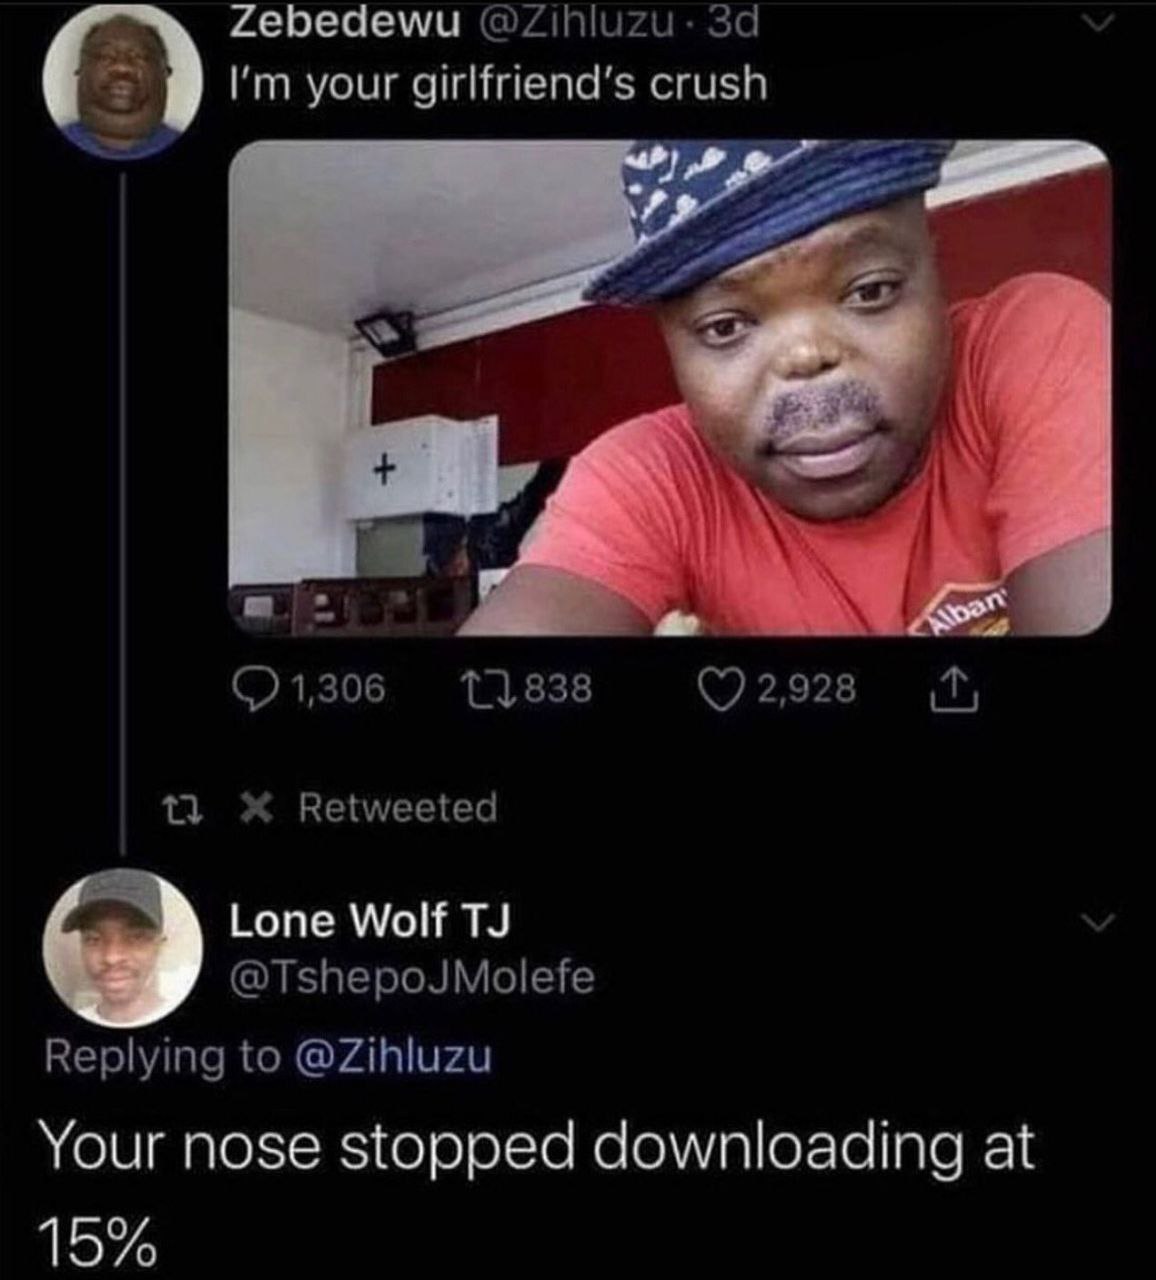 Zebedewu @Zihluzu · 3d
I'm your girlfriend's crush
+
Alban'
1,306 838 2,928
Retweeted
Lone Wolf TJ
@TshepoJMolefe
Replying to @Zihluzu
Your nose stopped downloading at
15%